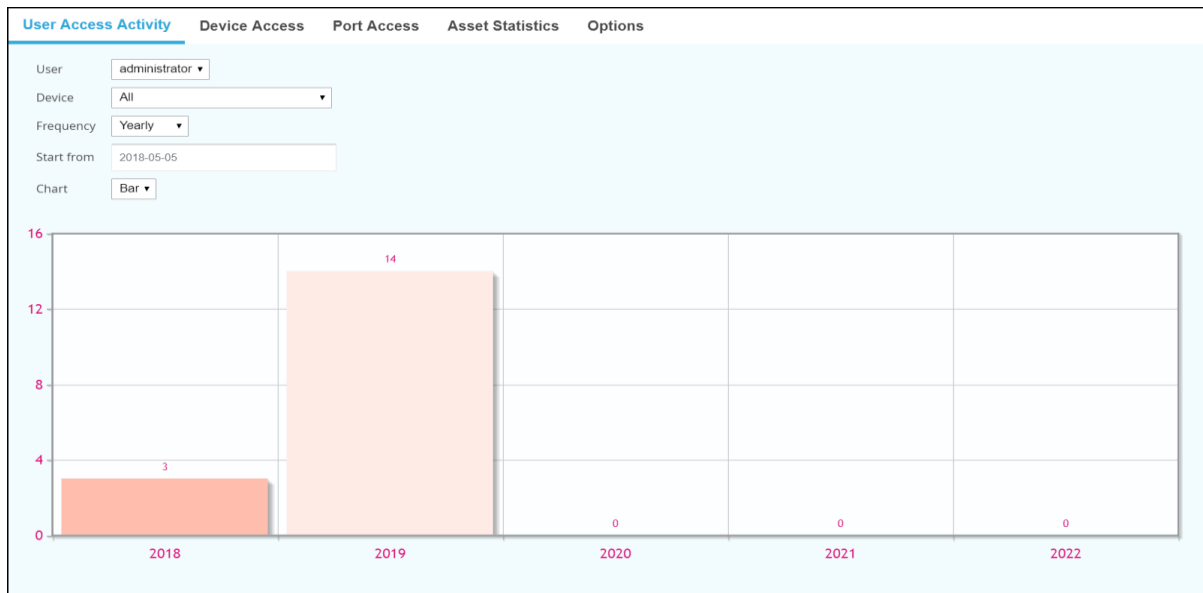 User Access Activity Device Access Port Access Asset Statistics Options
User administrator
Device All
Frequency Yearly
Start from 2018-05-05
Chart Bar
16
14
12
8
4
3
0 0 0
0
2018 2019 2020 2021 2022